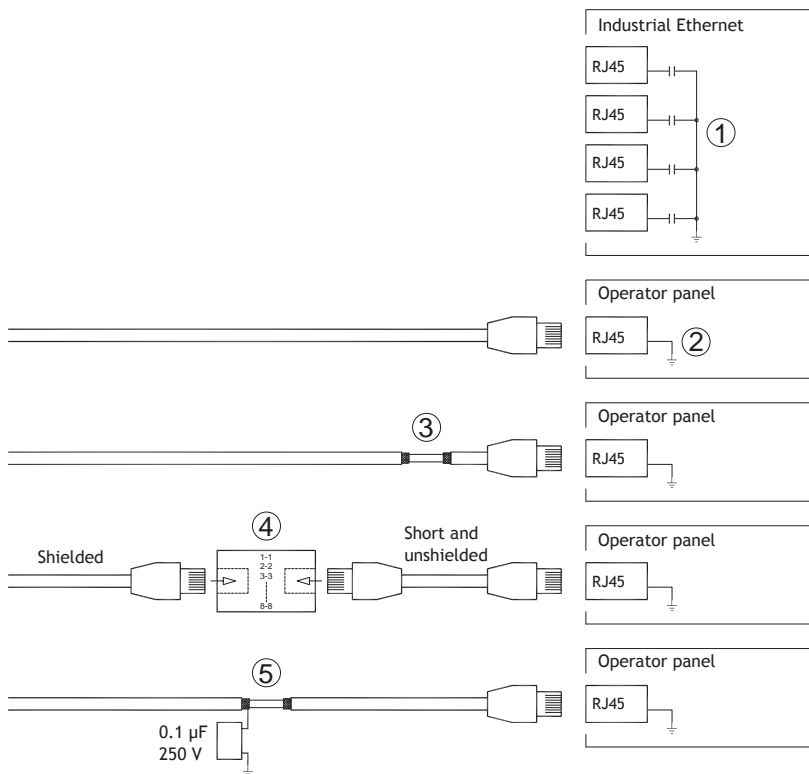 Industrial Ethernet
RJ45
RJ45
①
RJ45
RJ45
Operator panel
RJ45
②
Operator panel
③
RJ45
Operator panel
④
Short and
unshielded
Shielded
1-1
2-2
3-3
8-8
RJ45
Operator panel
⑤
RJ45
0.1 µF
250 V